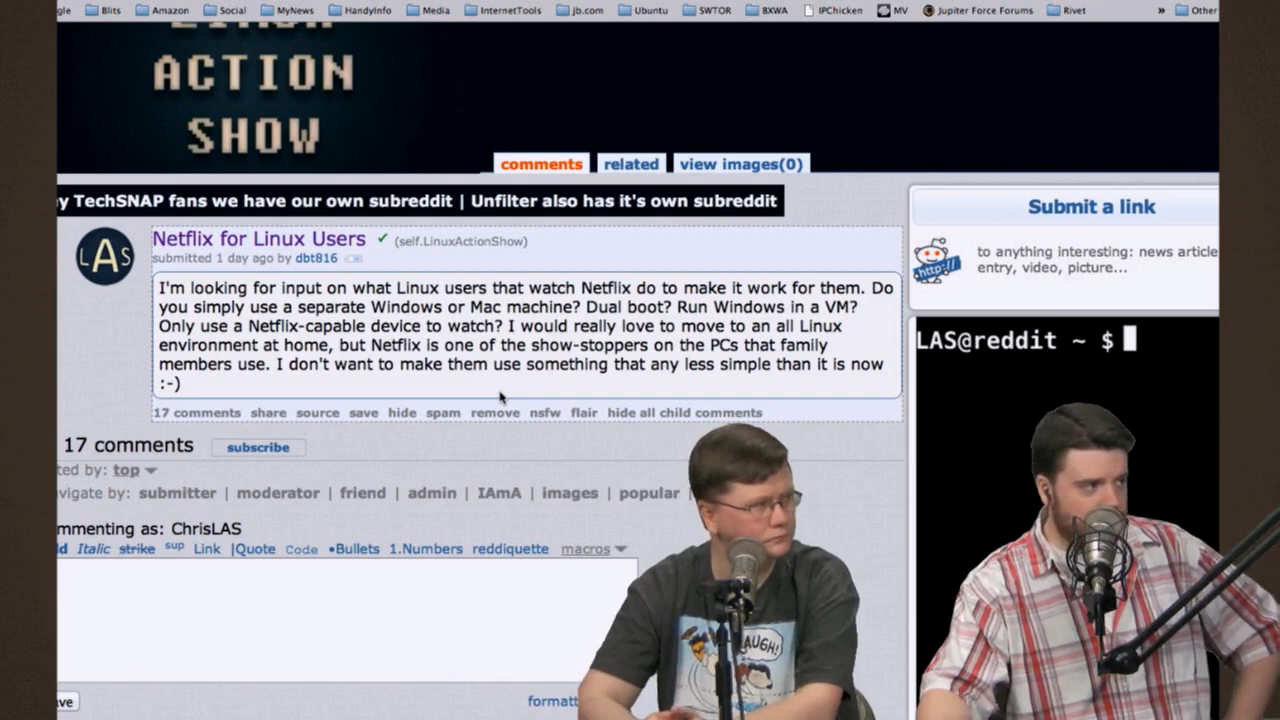 gle Blits Amazon Social MyNews HandyInfo Media InternetTools jb.com Ubuntu SWTOR BXWA IPChicken MV Jupiter Force Forums Rivet » Other
ACTION
SHOW
comments related view images(0)
y TechSNAP fans we have our own subreddit | Unfilter also has it's own subreddit
Submit a link
to anything interesting: news article
entry, video, picture...
http://
LAS
Netflix for Linux Users ✔ (self.LinuxActionShow)
submitted 1 day ago by dbt816
I'm looking for input on what Linux users that watch Netflix do to make it work for them. Do
you simply use a separate Windows or Mac machine? Dual boot? Run Windows in a VM?
Only use a Netflix-capable device to watch? I would really love to move to an all Linux
environment at home, but Netflix is one of the show-stoppers on the PCs that family
members use. I don't want to make them use something that any less simple than it is now
:-)
LAS@reddit ~ $
17 comments share source save hide spam remove nsfw flair hide all child comments
17 comments subscribe
ted by: top
vigate by: submitter | moderator | friend | admin | IAmA | images | popular |
mmenting as: ChrisLAS
ld Italic strike sup Link |Quote Code •Bullets 1.Numbers reddiquette macros
AUGH!
ve
formatt